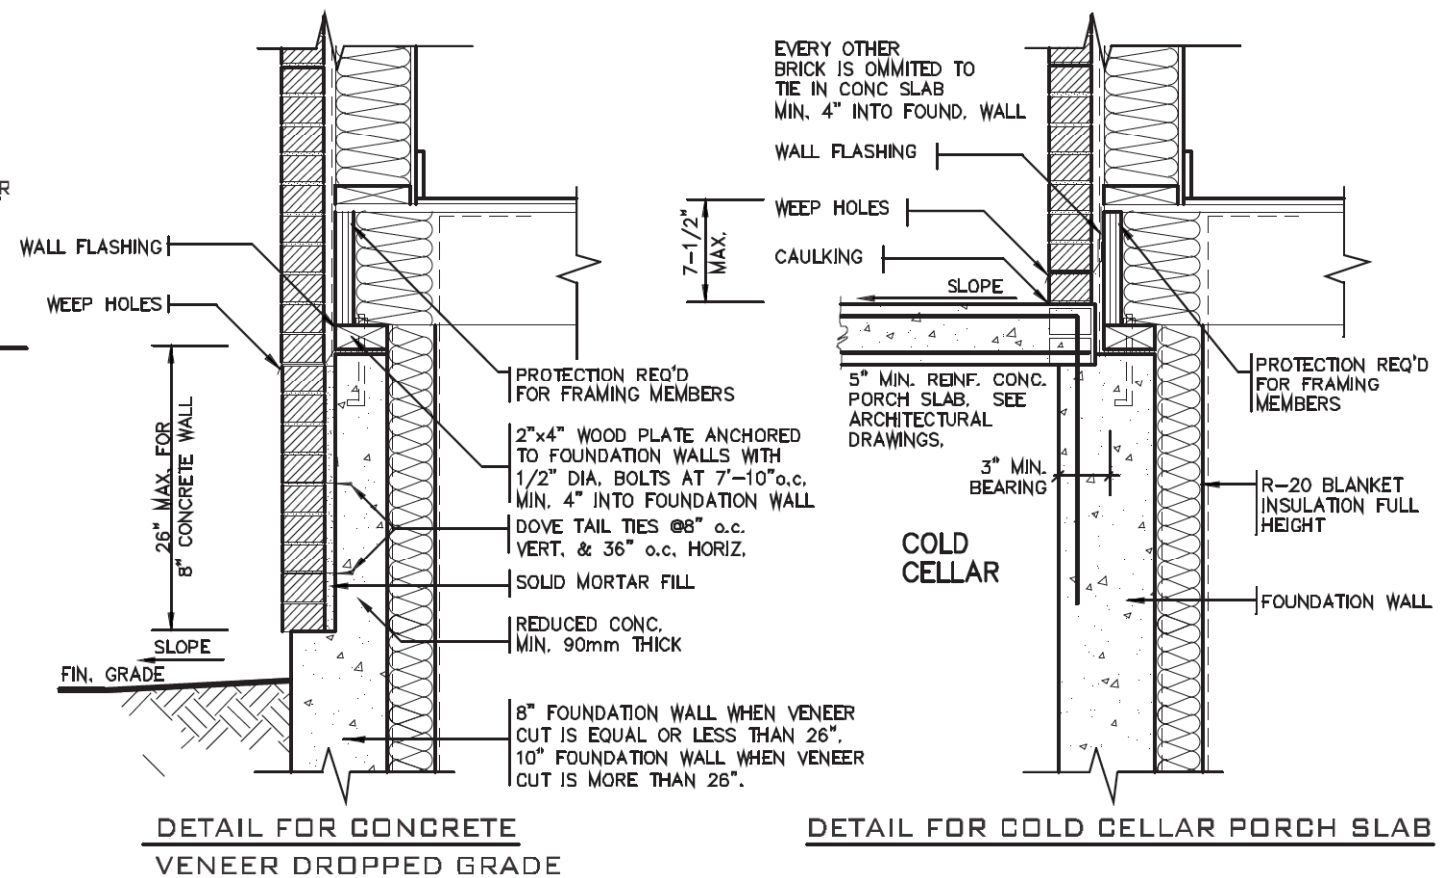 R
WALL FLASHING
WEEP HOLES
26" MAX. FOR
8" CONCRETE WALL
SLOPE
FIN. GRADE
PROTECTION REQ'D
FOR FRAMING MEMBERS
2"x4" WOOD PLATE ANCHORED
TO FOUNDATION WALLS WITH
1/2" DIA. BOLTS AT 7'-10"o.c.
MIN. 4" INTO FOUNDATION WALL
DOVE TAIL TIES @8" o.c.
VERT. & 36" o.c. HORIZ.
SOLID MORTAR FILL
REDUCED CONC.
MIN. 90mm THICK
8" FOUNDATION WALL WHEN VENEER
CUT IS EQUAL OR LESS THAN 26".
10" FOUNDATION WALL WHEN VENEER
CUT IS MORE THAN 26".
DETAIL FOR CONCRETE
VENEER DROPPED GRADE
EVERY OTHER
BRICK IS OMMITED TO
TIE IN CONC SLAB
MIN. 4" INTO FOUND. WALL
WALL FLASHING
WEEP HOLES
CAULKING
7-1/2"
MAX.
SLOPE
5" MIN. REINF. CONC.
PORCH SLAB. SEE
ARCHITECTURAL
DRAWINGS.
3" MIN.
BEARING
COLD
CELLAR
PROTECTION REQ'D
FOR FRAMING
MEMBERS
R-20 BLANKET
INSULATION FULL
HEIGHT
FOUNDATION WALL
DETAIL FOR COLD CELLAR PORCH SLAB